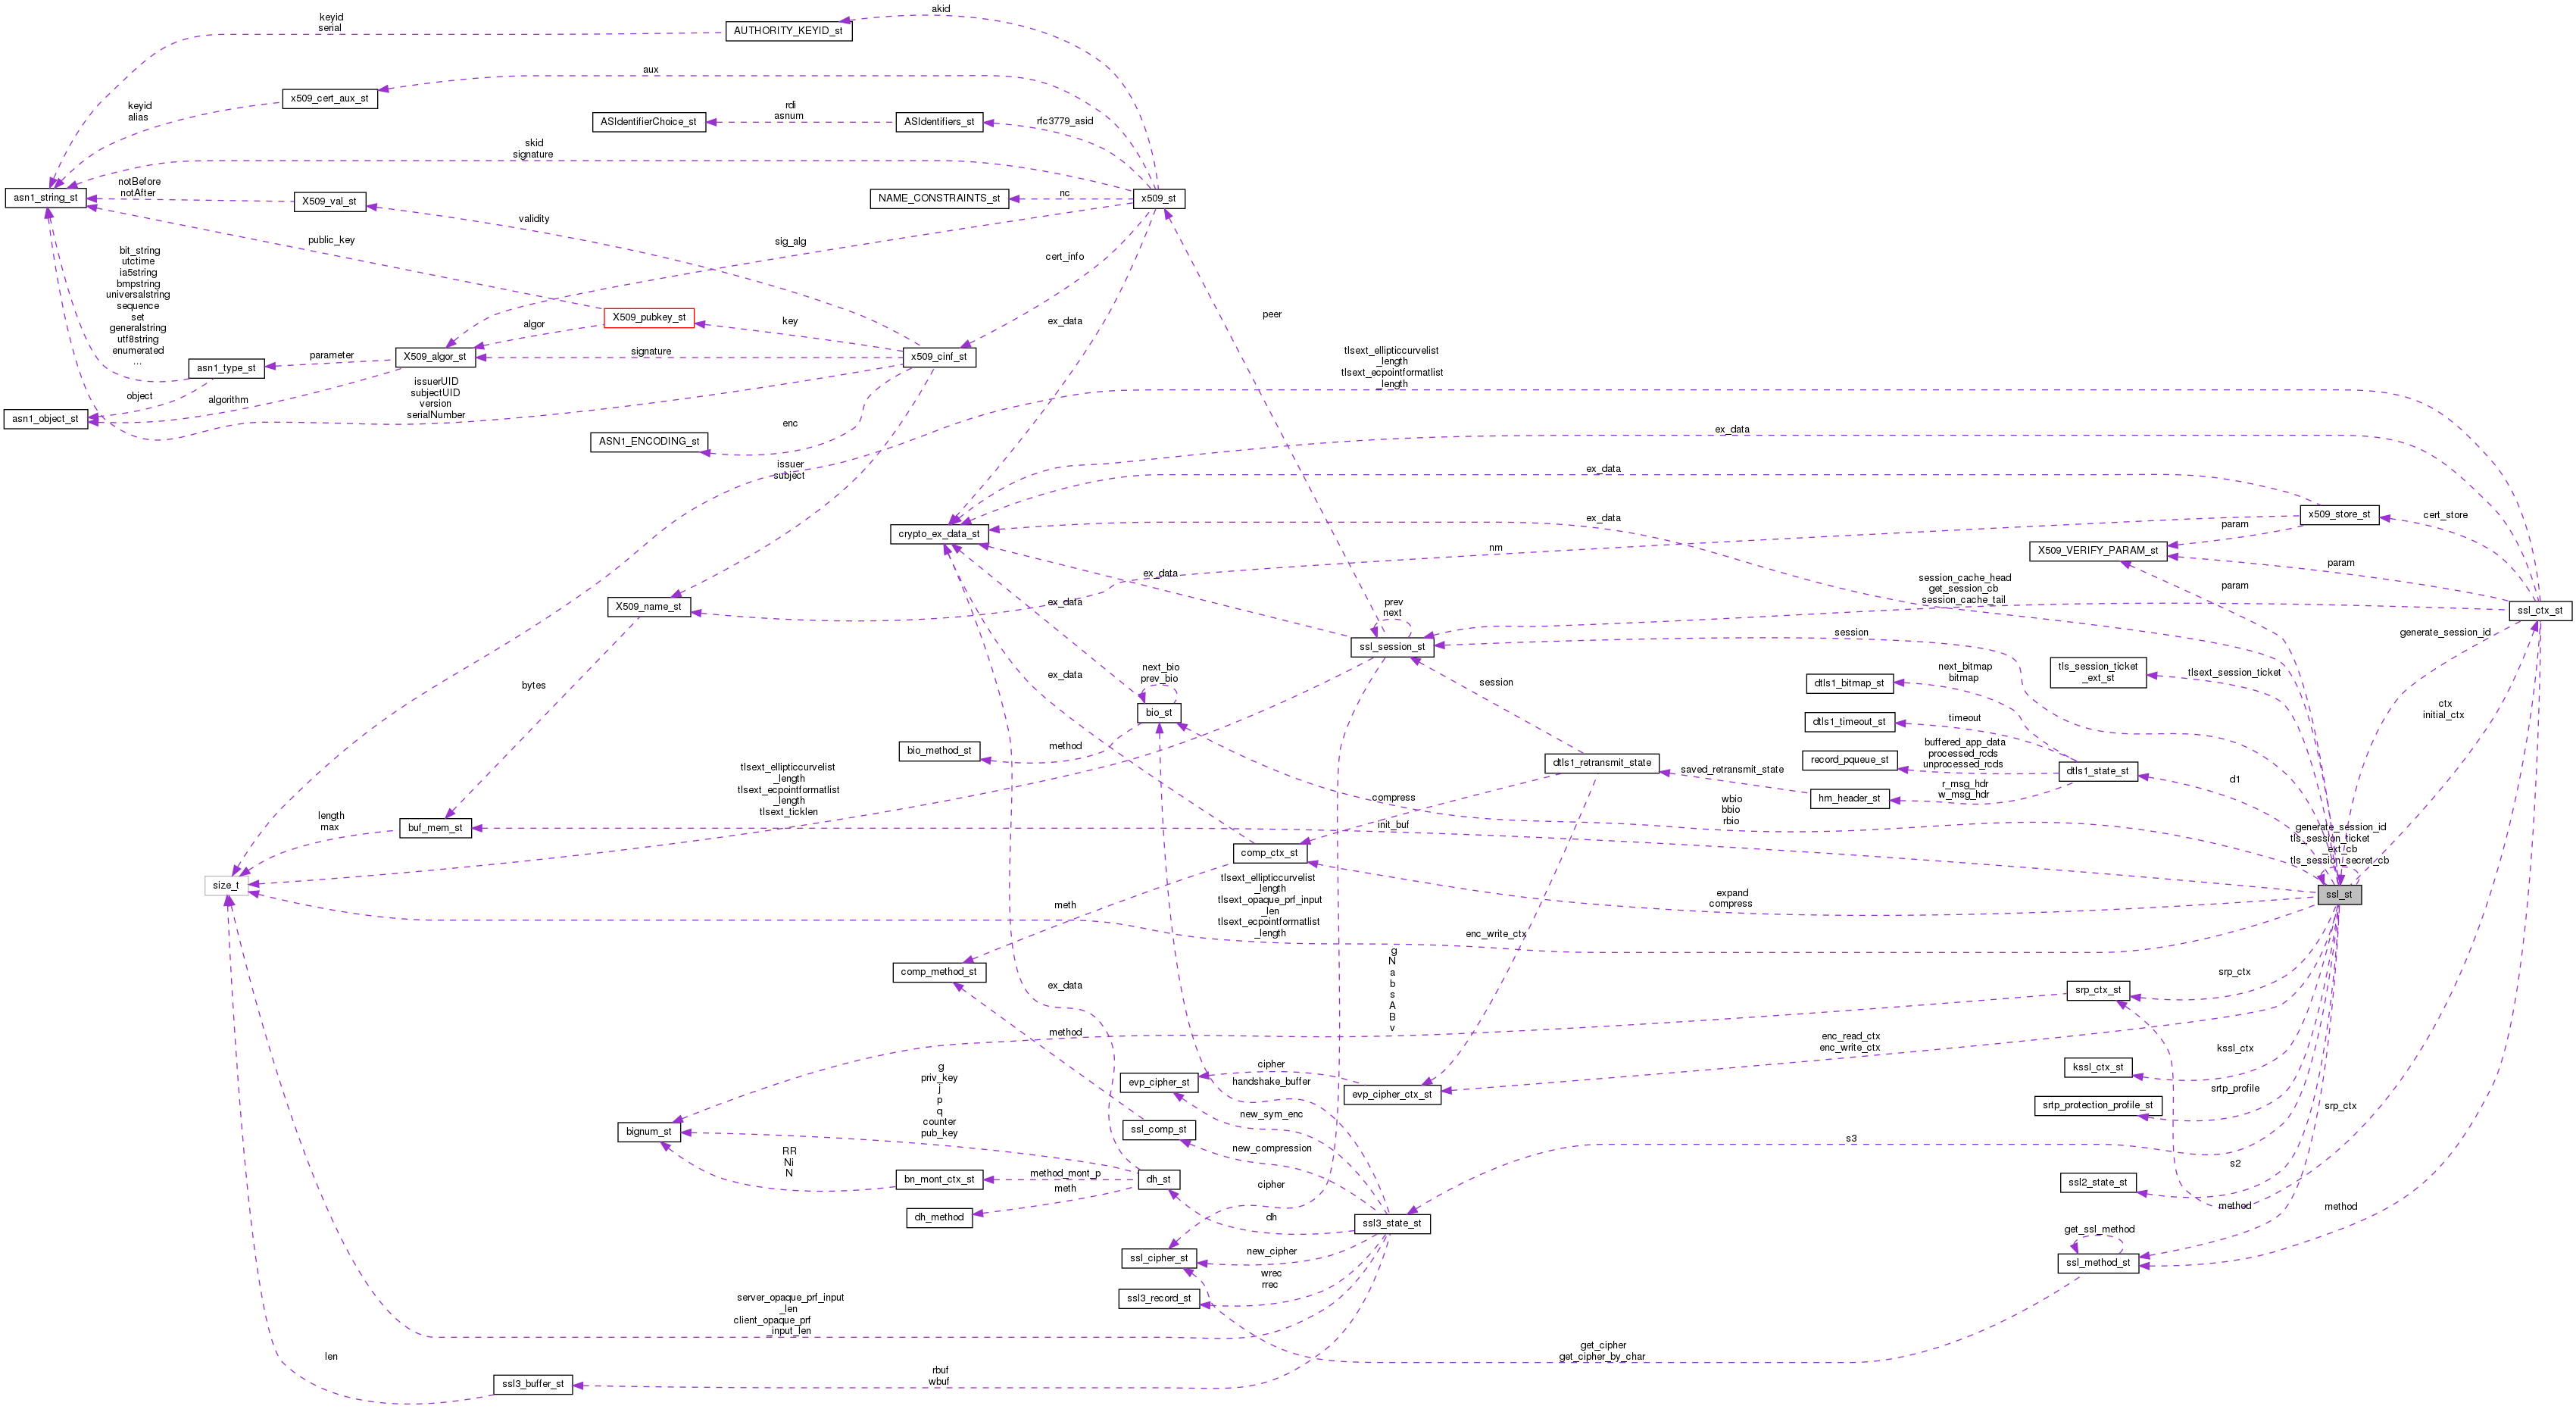 akid
keyid
serial
AUTHORITY_KEYID_st
aux
x509_cert_aux_st
keyid
alias
rdi
asnum
ASIdentifierChoice_st
ASIdentifiers_st
rfc3779_asid
skid
signature
notBefore
notAfter
asn1_string_st
X509_val_st
NAME_CONSTRAINTS_st
nc
x509_st
validity
public_key
sig_alg
bit_string
utctime
ia5string
bmpstring
universalstring
sequence
set
generalstring
utf8string
enumerated
...
cert_info
peer
X509_pubkey_st
key
ex_data
algor
parameter
X509_algor_st
signature
x509_cinf_st
asn1_type_st
tlsext_ellipticcurvelist
_length
tlsext_ecpointformatlist
_length
object
algorithm
issuerUID
subjectUID
version
serialNumber
asn1_object_st
enc
ASN1_ENCODING_st
ex_data
issuer
subject
ex_data
crypto_ex_data_st
ex_data
x509_store_st
cert_store
param
nm
X509_VERIFY_PARAM_st
param
ex_data
session_cache_head
get_session_cb
session_cache_tail
param
X509_name_st
ex_data
prev
next
ssl_ctx_st
ssl_session_st
session
generate_session_id
bytes
ex_data
next_bio
prev_bio
session
next_bitmap
bitmap
tls_session_ticket
_ext_st
tlsext_session_ticket
dtls1_bitmap_st
bio_st
ctx
initial_ctx
timeout
dtls1_timeout_st
bio_method_st
method
buffered_app_data
processed_rcds
unprocessed_rcds
record_pqueue_st
dtls1_retransmit_state
saved_retransmit_state
dtls1_state_st
d1
tlsext_ellipticcurvelist
_length
tlsext_ecpointformatlist
_length
tlsext_ticklen
r_msg_hdr
w_msg_hdr
hm_header_st
compress
wbio
bbio
rbio
length
max
buf_mem_st
init_buf
generate_session_id
tls_session_ticket
_ext_cb
tls_session_secret_cb
comp_ctx_st
size_t
tlsext_ellipticcurvelist
_length
tlsext_opaque_prf_input
_len
tlsext_ecpointformatlist
_length
meth
expand
compress
ssl_st
enc_write_ctx
g
N
a
b
s
A
B
v
comp_method_st
srp_ctx
ex_data
srp_ctx_st
method
enc_read_ctx
enc_write_ctx
kssl_ctx
kssl_ctx_st
g
priv_key
j
p
q
counter
pub_key
cipher
evp_cipher_st
handshake_buffer
evp_cipher_ctx_st
srtp_profile
srtp_protection_profile_st
srp_ctx
new_sym_enc
bignum_st
ssl_comp_st
new_compression
s3
RR
Ni
N
bn_mont_ctx_st
method_mont_p
dh_st
meth
s2
ssl2_state_st
cipher
method
method
dh_method
dh
ssl3_state_st
get_ssl_method
new_cipher
ssl_cipher_st
ssl_method_st
wrec
rrec
ssl3_record_st
server_opaque_prf_input
_len
client_opaque_prf
_input_len
get_cipher
get_cipher_by_char
len
rbuf
wbuf
ssl3_buffer_st